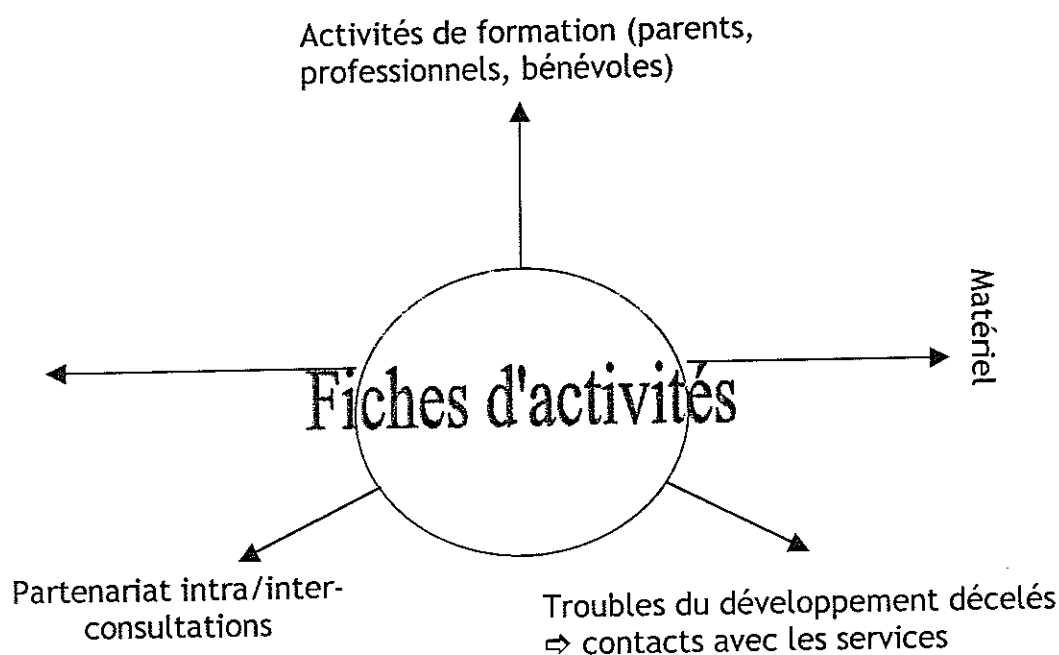 Activités de formation (parents,
professionnels, bénévoles)
Matériel
Fiches d'activités
Partenariat intra/inter-
consultations
Troubles du développement décelés
⇨ contacts avec les services